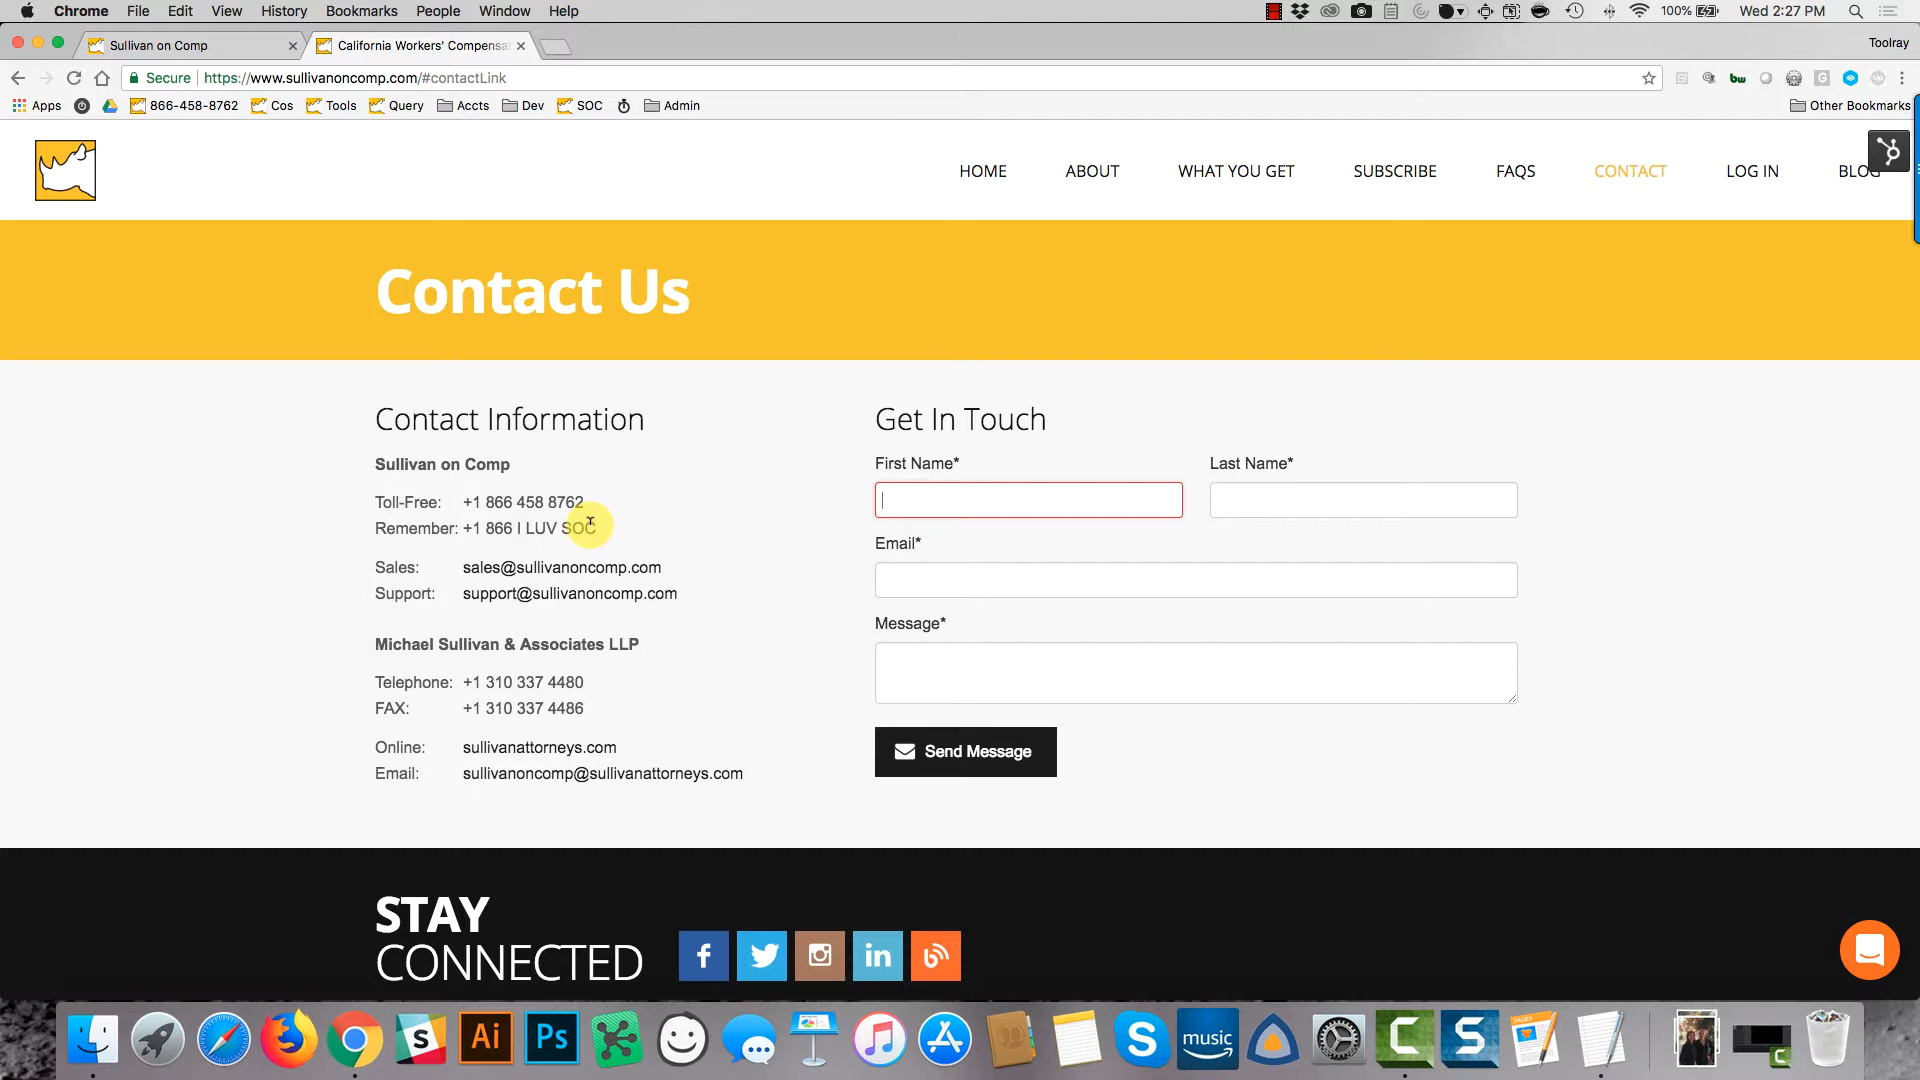 Chrome File Edit View History Bookmarks People Window Help 100% Wed 2:27 PM
Sullivan on Comp California Workers' Compensat Toolray
Secure https://www.sullivanoncomp.com/#contactLink
Apps 866-458-8762 Cos Tools Query Accts Dev SOC Admin Other Bookmarks
HOME ABOUT WHAT YOU GET SUBSCRIBE FAQS CONTACT LOG IN BLOG
Contact Us
Contact Information
Sullivan on Comp
Toll-Free: +1 866 458 8762
Remember: +1 866 I LUV SOC
Sales: sales@sullivanoncomp.com
Support: support@sullivanoncomp.com
Michael Sullivan & Associates LLP
Telephone: +1 310 337 4480
FAX: +1 310 337 4486
Online: sullivanattorneys.com
Email: sullivanoncomp@sullivanattorneys.com
Get In Touch
First Name* Last Name*
Email*
Message*
Send Message
STAY
CONNECTED
Ai Ps music